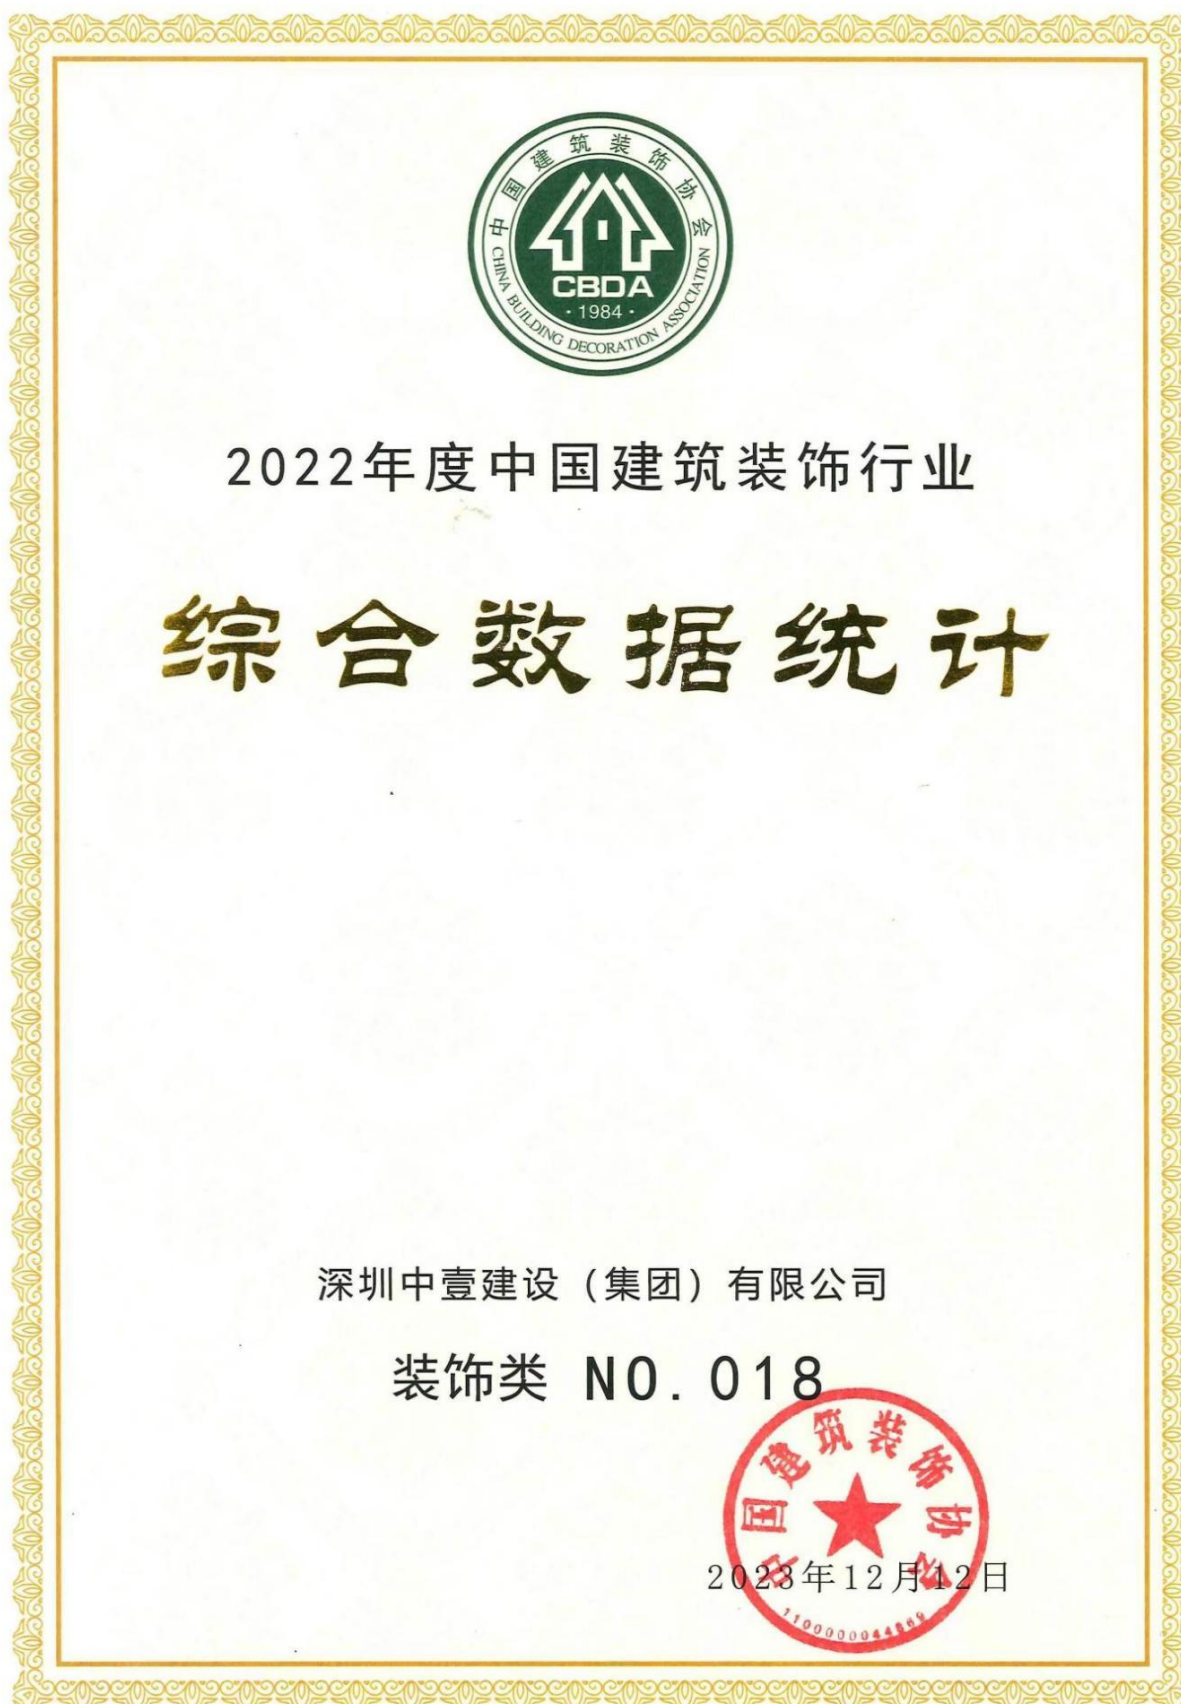 中国建筑装饰协会
CBDA
·1984·
CHINA BUILDING DECORATION ASSOCIATION
2022年度中国建筑装饰行业
综合数据统计
深圳中壹建设（集团）有限公司
装饰类 NO.018
中国建筑装饰协会
2023年12月12日